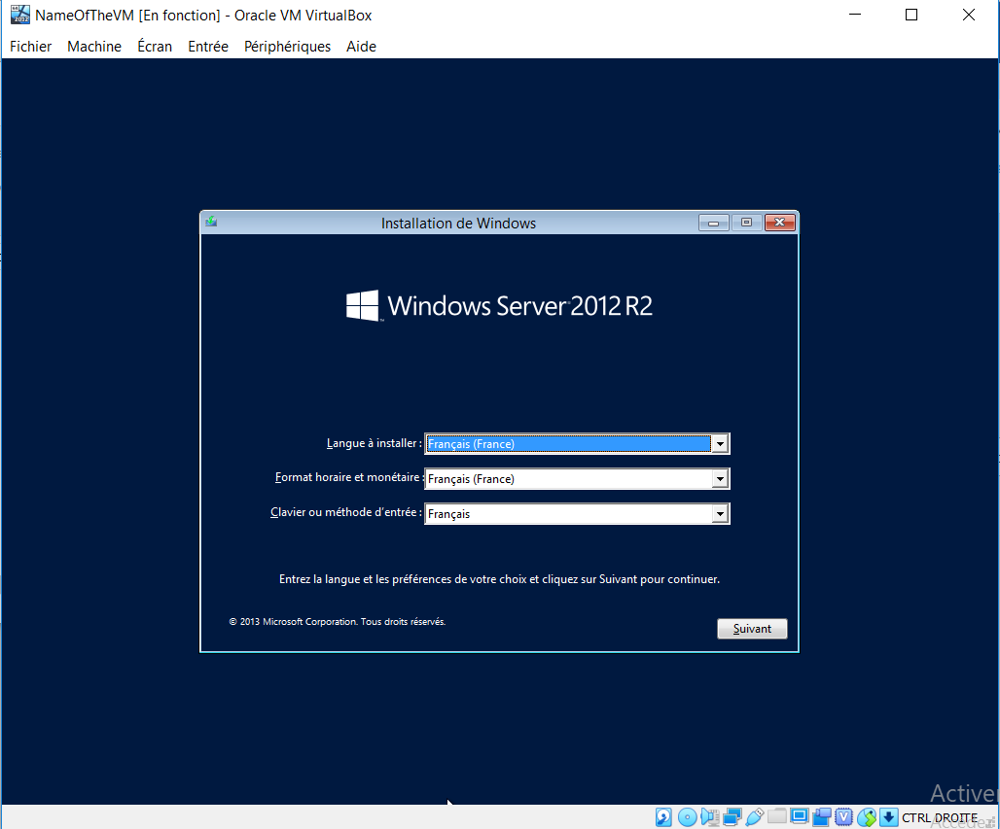 NameOfTheVM [En fonction] - Oracle VM VirtualBox
Fichier Machine Écran Entrée Périphériques Aide
Installation de Windows
Windows Server 2012 R2
Langue à installer : Français (France)
Format horaire et monétaire : Français (France)
Clavier ou méthode d'entrée : Français
Entrez la langue et les préférences de votre choix et cliquez sur Suivant pour continuer.
© 2013 Microsoft Corporation. Tous droits réservés.
Suivant
Activer
CTRL DROITE